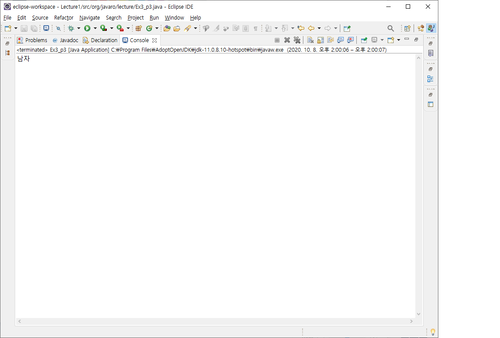 eclipse-workspace - Lecture1/src/org/javaro/lecture/Ex3_p3.java - Eclipse IDE
File Edit Source Refactor Navigate Search Project Run Window Help
Problems Javadoc Declaration Console
<terminated> Ex3_p3 [Java Application] C:₩Program Files₩AdoptOpenJDK₩jdk-11.0.8.10-hotspot₩bin₩javaw.exe (2020. 10. 8. 오후 2:00:06 – 오후 2:00:07)
남자